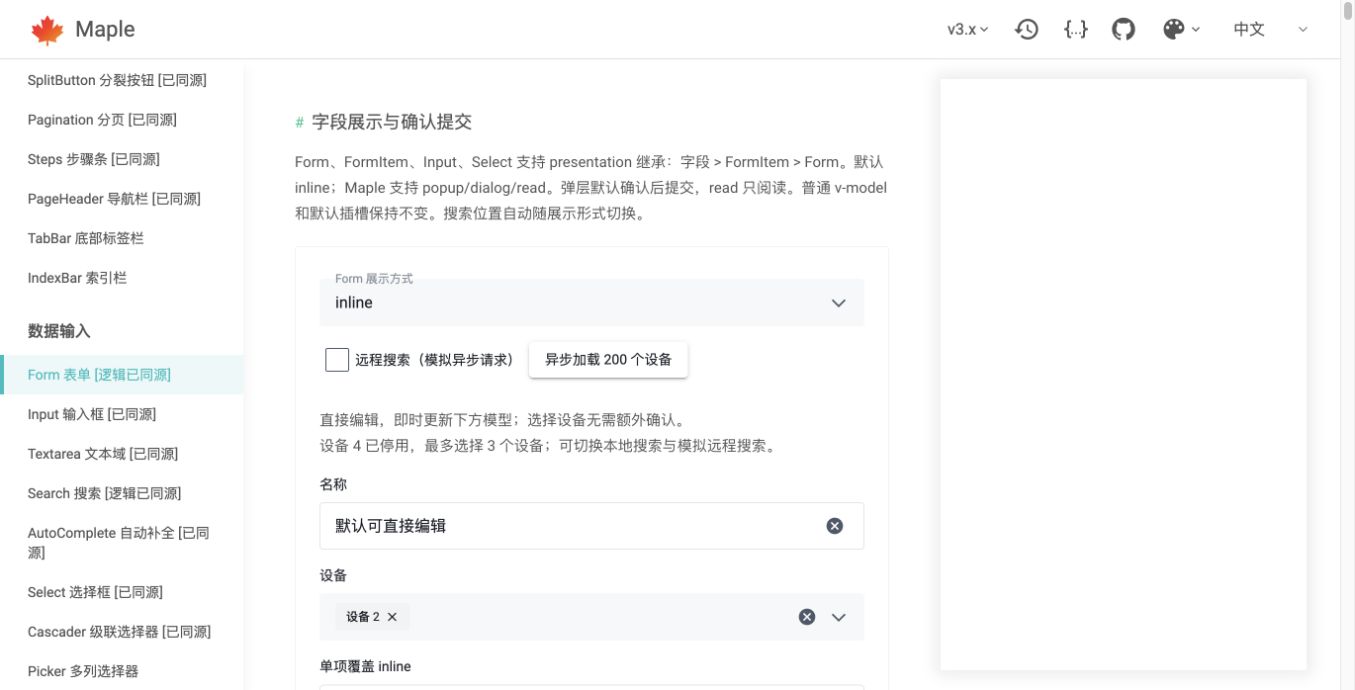 Maple
v3.x
{...}
中文
SplitButton 分裂按钮 [已同源]
Pagination 分页 [已同源]
Steps 步骤条 [已同源]
PageHeader 导航栏 [已同源]
TabBar 底部标签栏
IndexBar 索引栏
数据输入
Form 表单 [逻辑已同源]
Input 输入框 [已同源]
Textarea 文本域 [已同源]
Search 搜索 [逻辑已同源]
AutoComplete 自动补全 [已同
源]
Select 选择框 [已同源]
Cascader 级联选择器 [已同源]
Picker 多列选择器
# 字段展示与确认提交
Form、FormItem、Input、Select 支持 presentation 继承：字段 > FormItem > Form。默认
inline；Maple 支持 popup/dialog/read。弹层默认确认后提交，read 只阅读。普通 v-model
和默认插槽保持不变。搜索位置自动随展示形式切换。
Form 展示方式
inline
远程搜索（模拟异步请求）
异步加载 200 个设备
直接编辑，即时更新下方模型；选择设备无需额外确认。
设备 4 已停用，最多选择 3 个设备；可切换本地搜索与模拟远程搜索。
名称
默认可直接编辑
设备
设备 2
单项覆盖 inline